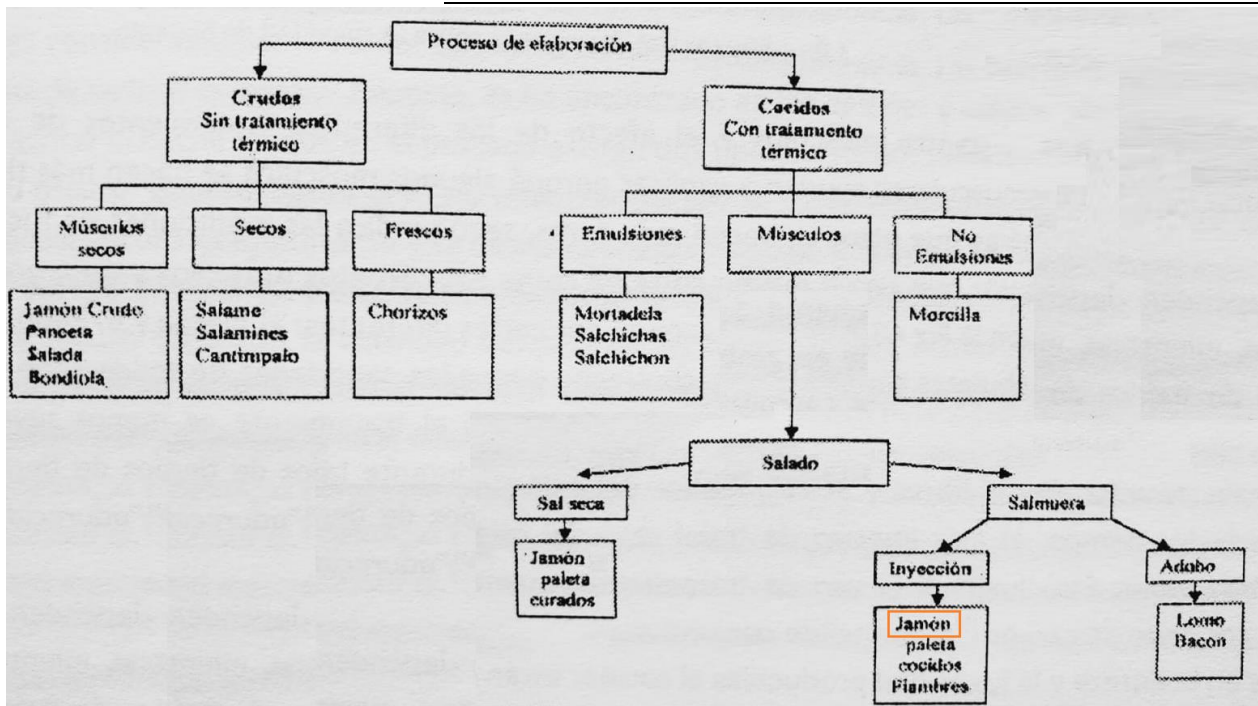 Proceso de elaboración
Crudos
Sin tratamiento
térmico
Cocidos
Con tratamiento
térmico
Músculos
secos
Secos
Frescos
Emulsiones
Músculos
No
Emulsiones
Jamón Crudo
Panceta
Salada
Bondiola
Salame
Salamines
Cantimpalo
Chorizos
Mortadela
Salchichas
Salchichon
Morcilla
Salado
Sal seca
Salmuera
Jamón
paleta
curados
Inyección
Adobo
Jamón
paleta
cocidos
Fiambres
Lomo
Bacon